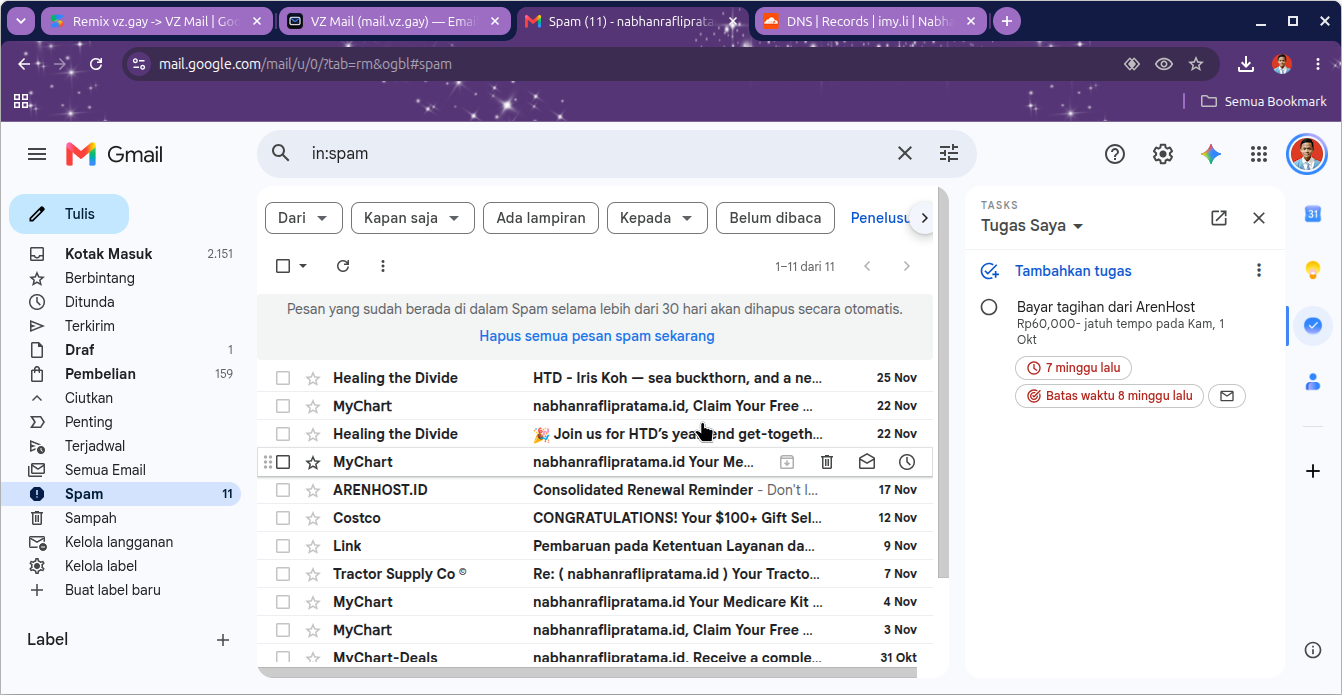 Remix vz.gay -> VZ Mail | Goo
VZ Mail (mail.vz.gay) — Emai
Spam (11) - nabhanrafliprata
DNS | Records | imy.li | Nabh
mail.google.com/mail/u/0/?tab=rm&ogbl#spam
Semua Bookmark
Gmail
in:spam
Tulis
Kotak Masuk 2.151
Berbintang
Ditunda
Terkirim
Draf 1
Pembelian 159
Ciutkan
Penting
Terjadwal
Semua Email
Spam 11
Sampah
Kelola langganan
Kelola label
Buat label baru
Label
Dari
Kapan saja
Ada lampiran
Kepada
Belum dibaca
Penelusu
1–11 dari 11
Pesan yang sudah berada di dalam Spam selama lebih dari 30 hari akan dihapus secara otomatis.
Hapus semua pesan spam sekarang
Healing the Divide HTD - Iris Koh — sea buckthorn, and a ne... 25 Nov
MyChart nabhanraflipratama.id, Claim Your Free ... 22 Nov
Healing the Divide 🎉 Join us for HTD's year-end get-togeth... 22 Nov
MyChart nabhanraflipratama.id Your Me...
ARENHOST.ID Consolidated Renewal Reminder - Don't l... 17 Nov
Costco CONGRATULATIONS! Your $100+ Gift Sel... 12 Nov
Link Pembaruan pada Ketentuan Layanan da... 9 Nov
Tractor Supply Co © Re: ( nabhanraflipratama.id ) Your Tracto... 7 Nov
MyChart nabhanraflipratama.id Your Medicare Kit ... 4 Nov
MyChart nabhanraflipratama.id, Claim Your Free ... 3 Nov
MyChart-Deals nabhanraflipratama.id, Receive a comple... 31 Okt
TASKS
Tugas Saya
Tambahkan tugas
Bayar tagihan dari ArenHost
Rp60,000- jatuh tempo pada Kam, 1
Okt
7 minggu lalu
Batas waktu 8 minggu lalu
31